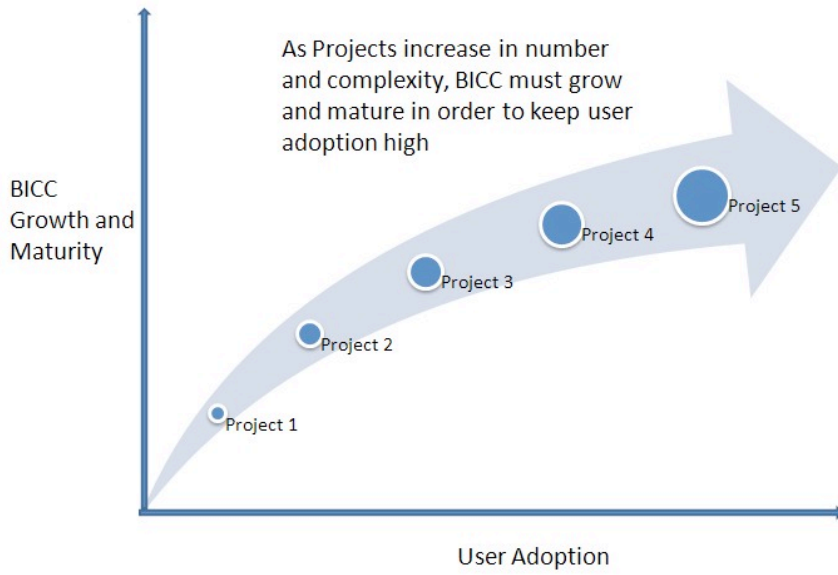 As Projects increase in number
and complexity, BICC must grow
and mature in order to keep user
adoption high
BICC
Growth and
Maturity
Project 5
Project 4
Project 3
Project 2
Project 1
User Adoption